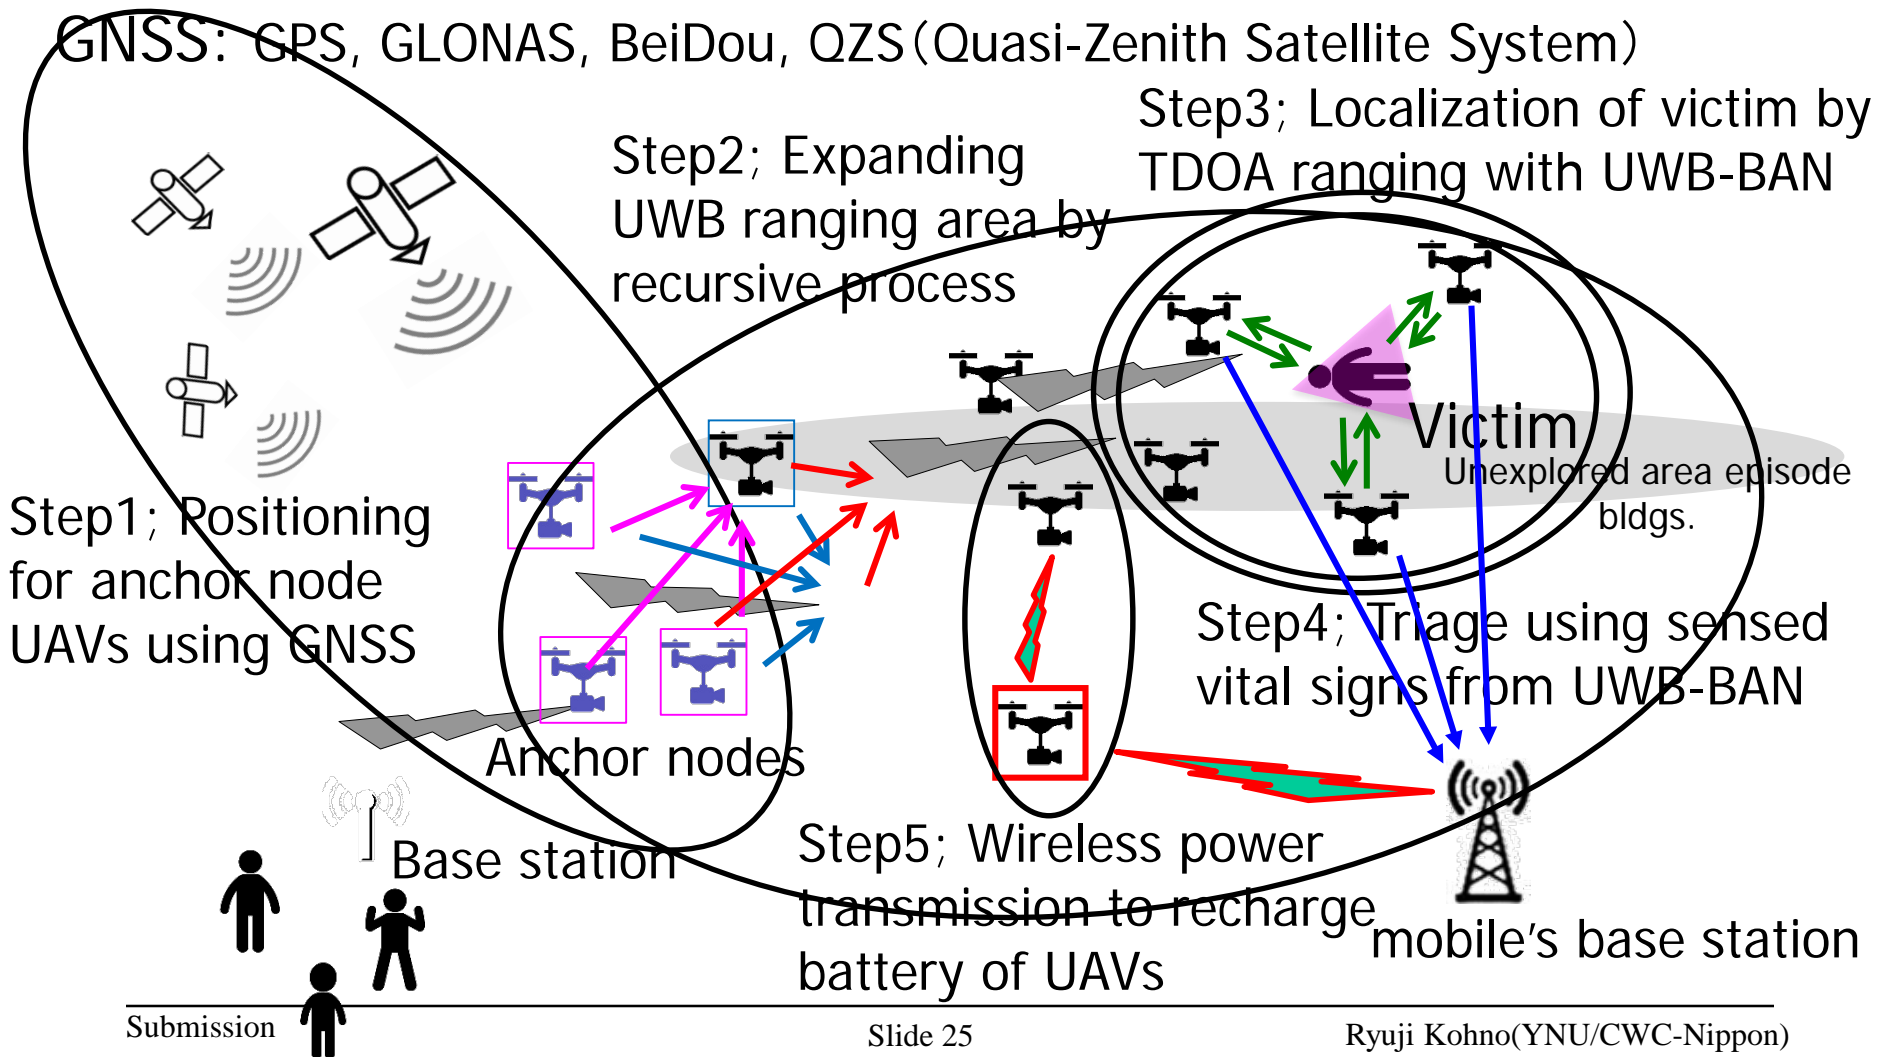 GNSS: GPS, GLONAS, BeiDou, QZS（Quasi-Zenith Satellite System）
Step3; Localization of victim by
TDOA ranging with UWB-BAN
Step2; Expanding
UWB ranging area by
recursive process
Victim
Unexplored area episode
bldgs.
Step1; Positioning
for anchor node
UAVs using GNSS
Step4; Triage using sensed
vital signs from UWB-BAN
Anchor nodes
Base station
Step5; Wireless power
transmission to recharge
battery of UAVs
mobile's base station
Submission
Slide 25
Ryuji Kohno(YNU/CWC-Nippon)